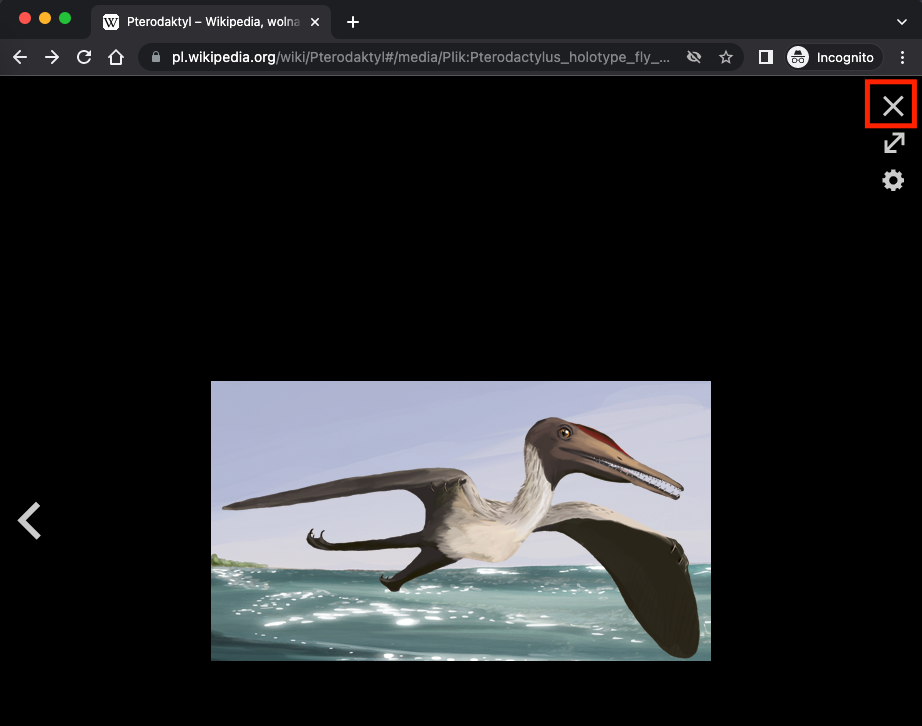 Pterodaktyl – Wikipedia, wolna
pl.wikipedia.org/wiki/Pterodaktyl#/media/Plik:Pterodactylus_holotype_fly_...
Incognito